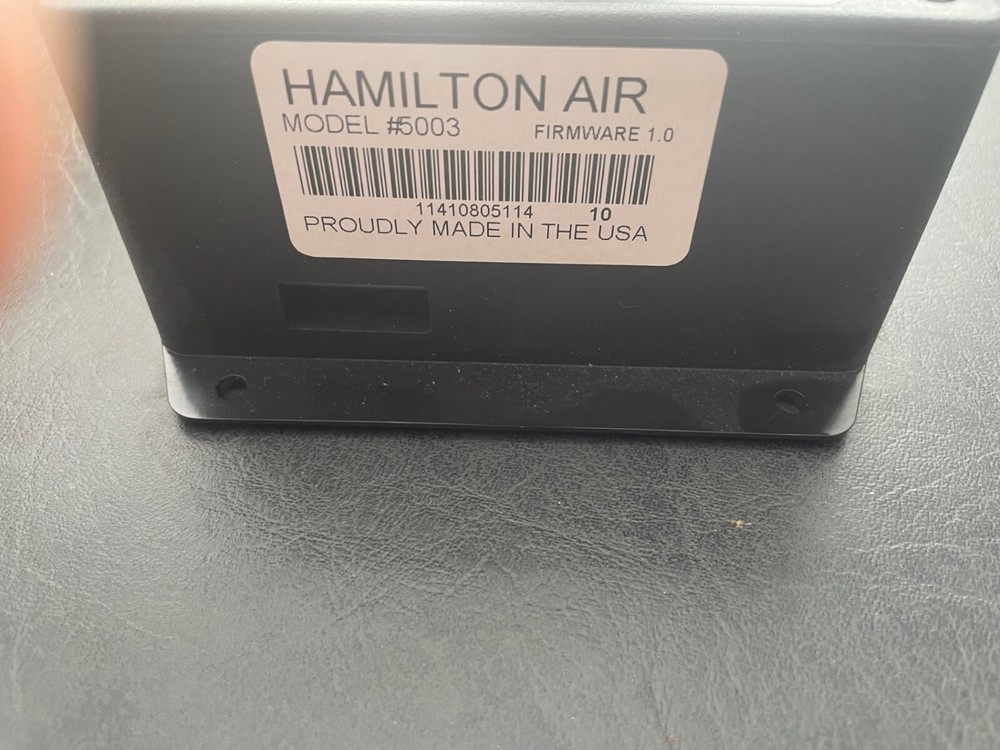 HAMILTON AIR
MODEL #5003 FIRMWARE 1.0
11410805114 10
PROUDLY MADE IN THE USA